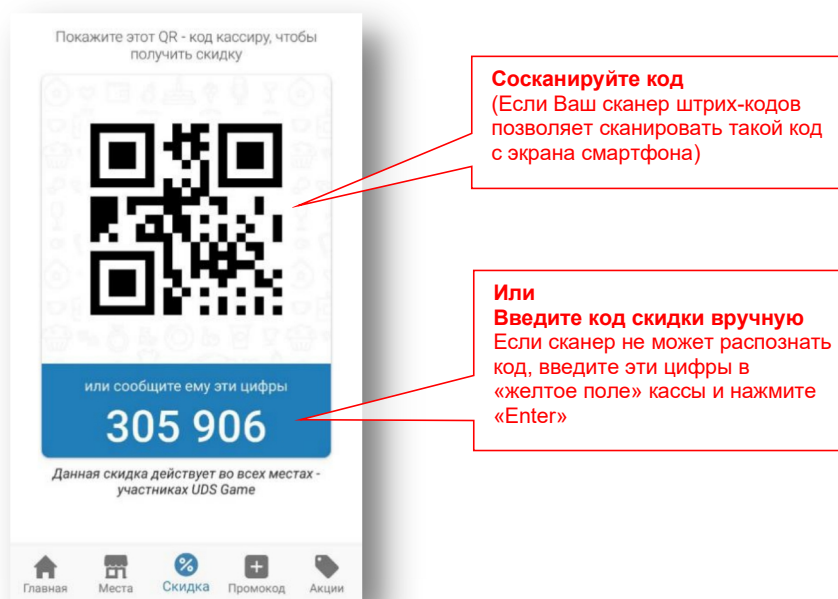 Покажите этот QR - код кассиру, чтобы
получить скидку
или сообщите ему эти цифры
305 906
Данная скидка действует во всех местах -
участниках UDS Game
Главная
Места
Скидка
Промокод
Акции
Сосканируйте код
(Если Ваш сканер штрих-кодов
позволяет сканировать такой код
с экрана смартфона)
Или
Введите код скидки вручную
Если сканер не может распознать
код, введите эти цифры в
«желтое поле» кассы и нажмите
«Enter»